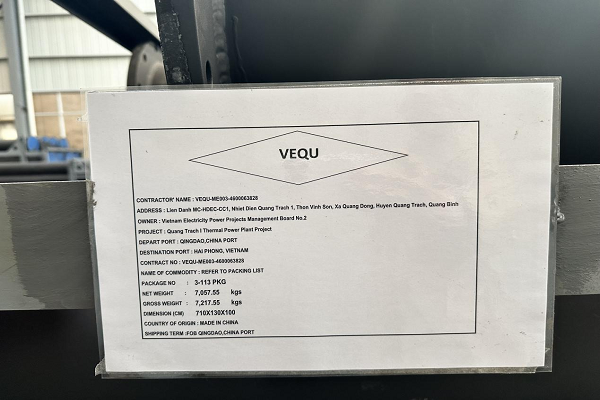 VEQU
CONTRACTOR' NAME : VEQU-ME003-4600063828
ADDRESS : Lien Danh MC-HDEC-CC1, Nhiet Dien Quang Trach 1, Thon Vinh Son, Xa Quang Dong, Huyen Quang Trach, Quang Binh
OWNER : Vietnam Electricity Power Projects Management Board No.2
PROJECT : Quang Trach I Thermal Power Plant Project
DEPART PORT : QINGDAO,CHINA PORT
DESTINATION PORT : HAI PHONG, VIETNAM
CONTRACT NO : VEQU-ME003-4600063828
NAME OF COMMODITY : REFER TO PACKING LIST
PACKAGE NO : 3-113 PKG
NET WEIGHT : 7,057.55 kgs
GROSS WEIGHT : 7,217.55 kgs
DIMENSION (CM) 710X130X100
COUNTRY OF ORIGIN : MADE IN CHINA
SHIPPING TERM :FOB QINGDAO,CHINA PORT